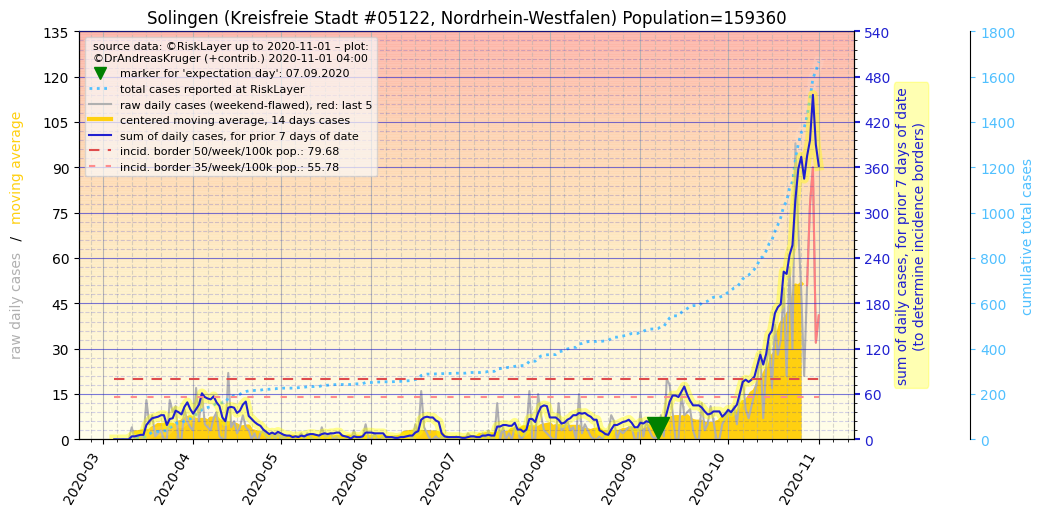 Solingen (Kreisfreie Stadt #05122, Nordrhein-Westfalen) Population=159360
source data: ©RiskLayer up to 2020-11-01 – plot:
©DrAndreasKruger (+contrib.) 2020-11-01 04:00
marker for 'expectation day': 07.09.2020
total cases reported at RiskLayer
raw daily cases (weekend-flawed), red: last 5
centered moving average, 14 days cases
sum of daily cases, for prior 7 days of date
incid. border 50/week/100k pop.: 79.68
incid. border 35/week/100k pop.: 55.78
raw daily cases / moving average
135
120
105
90
75
60
45
30
15
0
540
480
420
360
300
240
180
120
60
0
sum of daily cases, for prior 7 days of date
(to determine incidence borders)
1800
1600
1400
1200
1000
800
600
400
200
0
cumulative total cases
2020-03
2020-04
2020-05
2020-06
2020-07
2020-08
2020-09
2020-10
2020-11